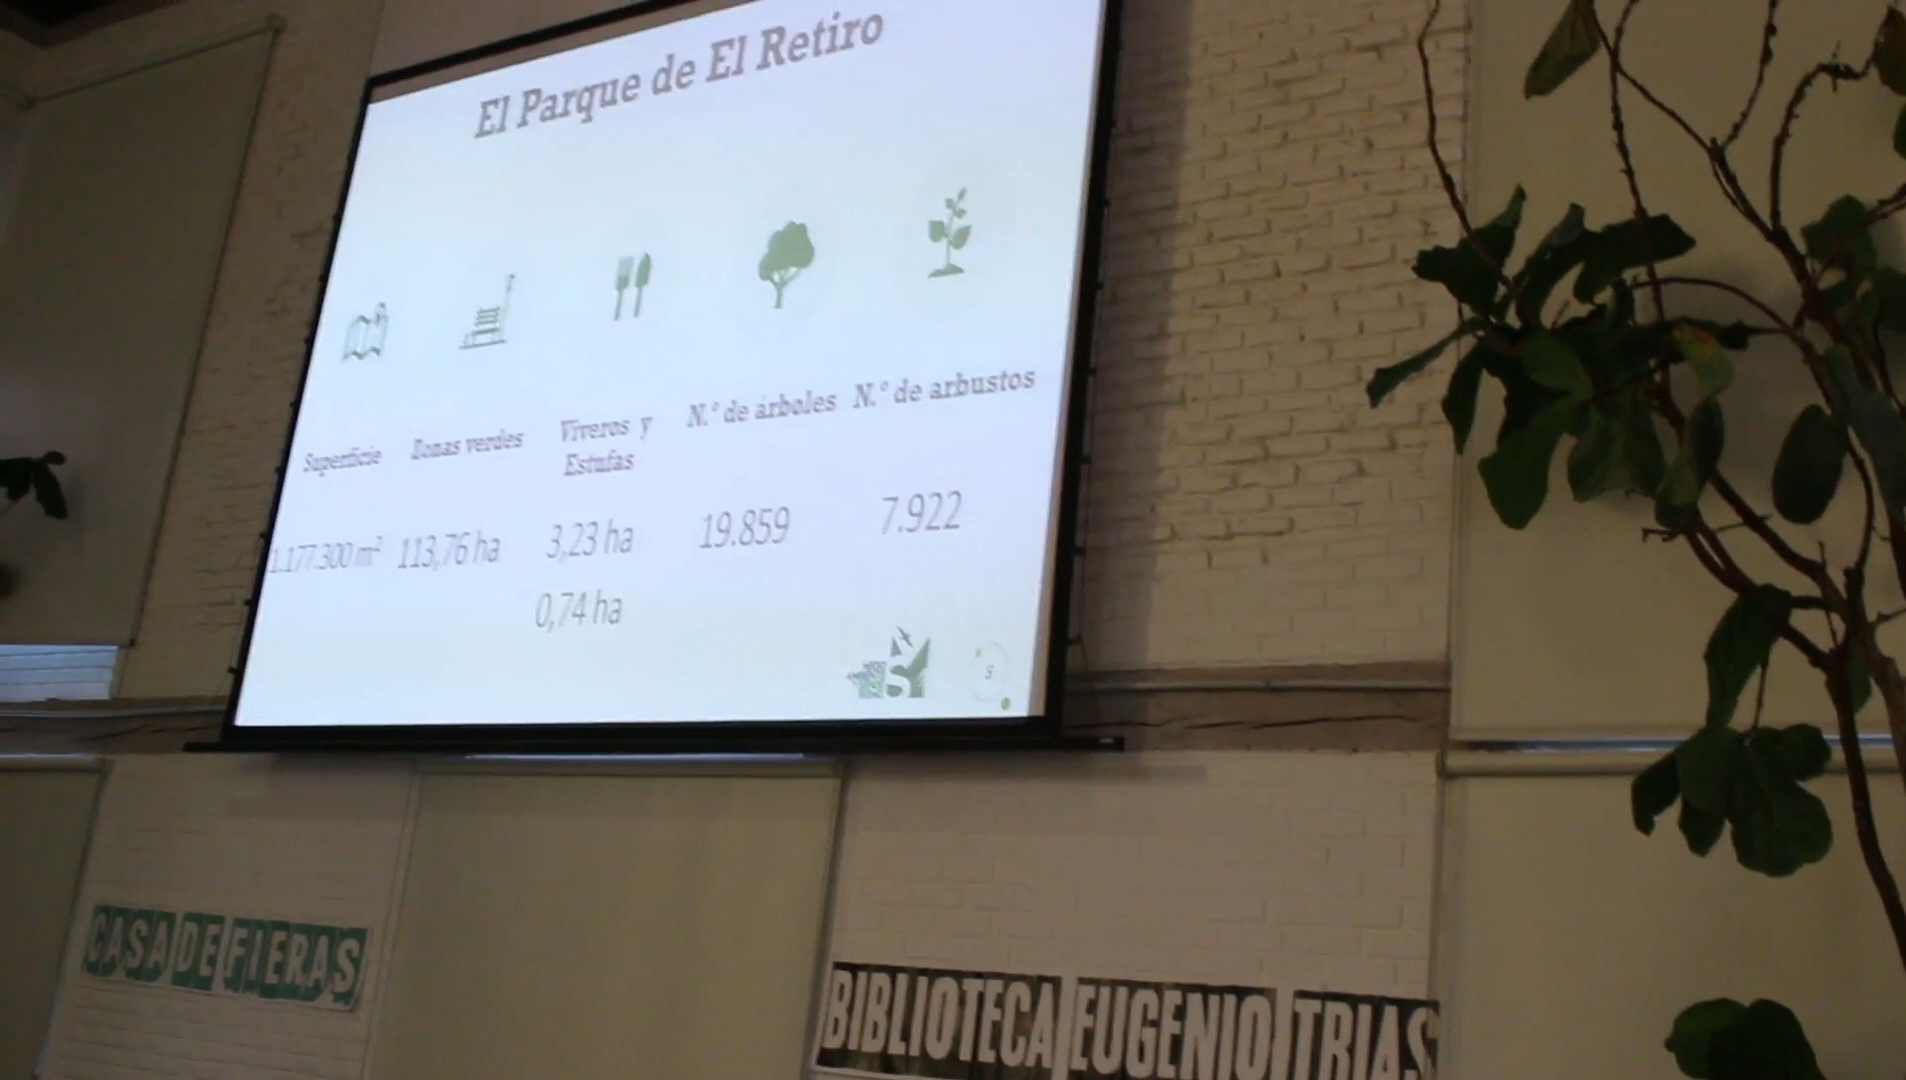 El Parque de El Retiro
Superficie
Zonas verdes
Viveros y
Estufas
N.º de árboles
N.º de arbustos
1.177.300 m²
113,76 ha
3,23 ha
19.859
7.922
0,74 ha
CASA DE FIERAS
BIBLIOTECA EUGENIO TRIAS